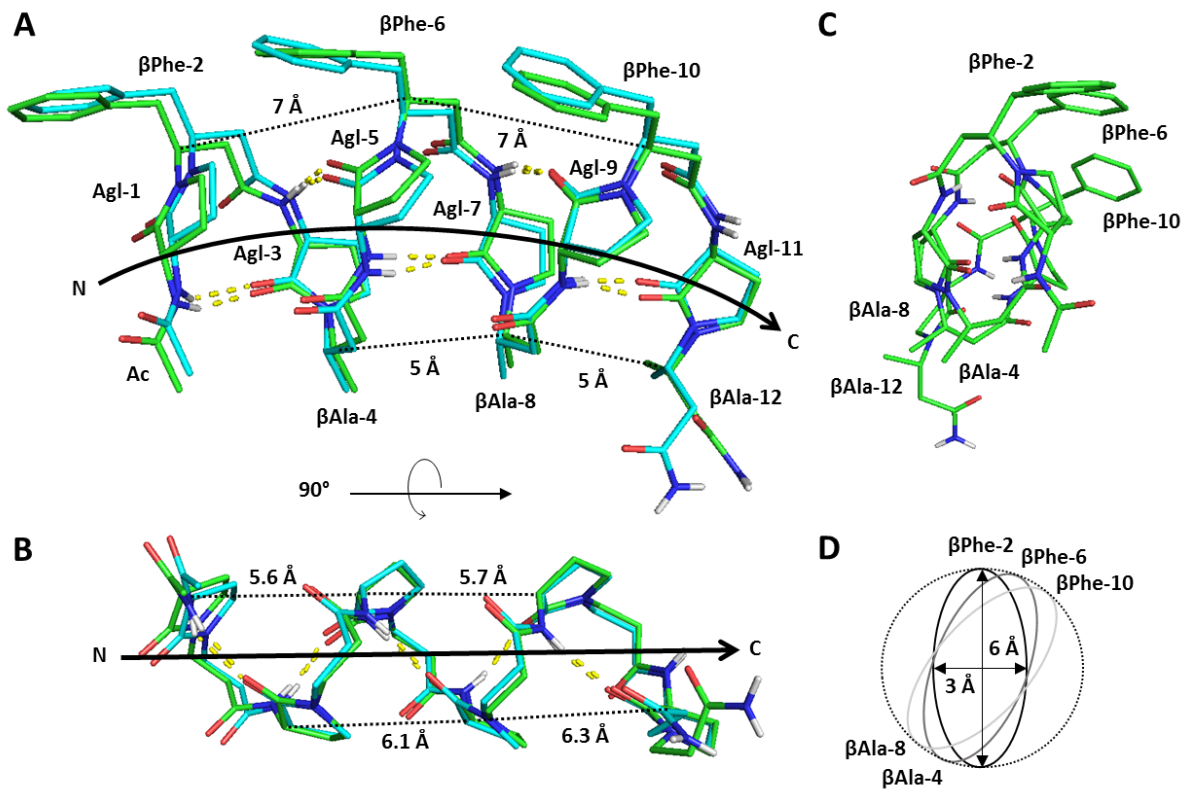 A
βPhe-6
βPhe-2
βPhe-10
7 Å
7 Å
Agl-5
Agl-9
Agl-1
Agl-7
Agl-3
Agl-11
N
C
Ac
5 Å
5 Å
βAla-4
βAla-8
βAla-12
90°
B
5.6 Å
5.7 Å
N
C
6.1 Å
6.3 Å
C
βPhe-2
βPhe-6
βPhe-10
βAla-8
βAla-4
βAla-12
D
βPhe-2
βPhe-6
βPhe-10
6 Å
3 Å
βAla-8
βAla-4